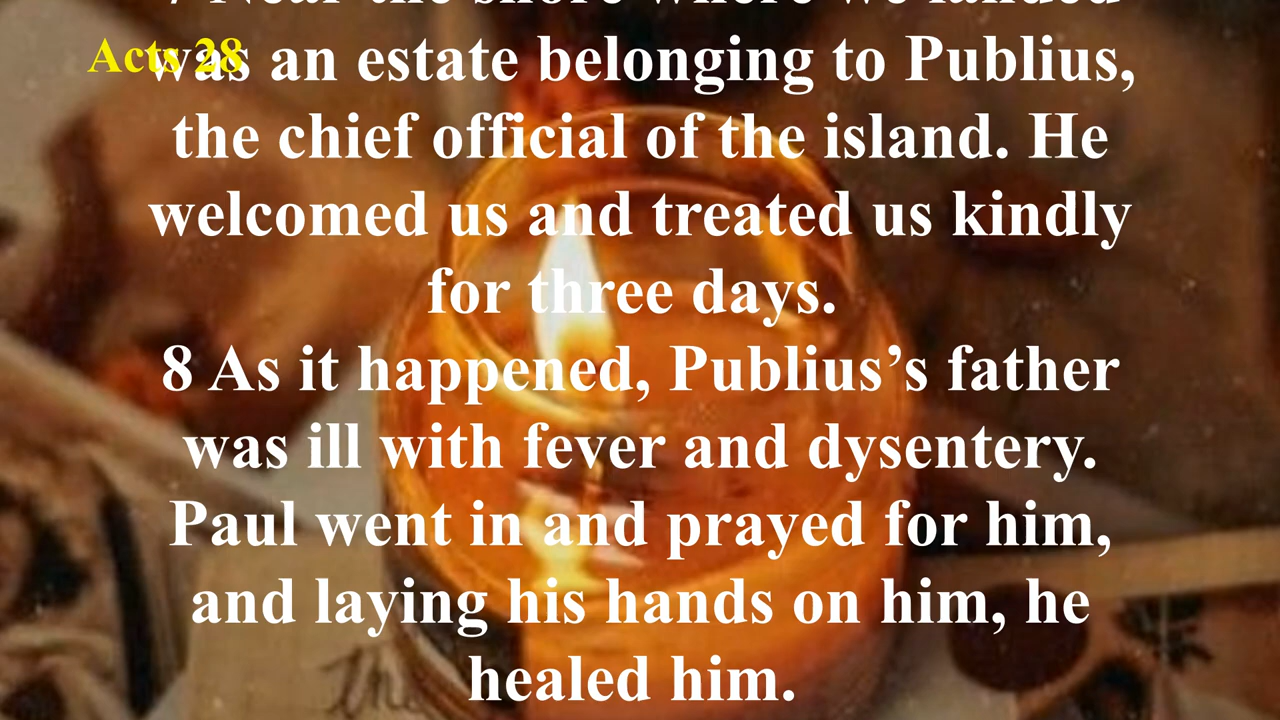 7 Near the shore where we landed
Acts 28
was an estate belonging to Publius,
the chief official of the island. He
welcomed us and treated us kindly
for three days.
8 As it happened, Publius’s father
was ill with fever and dysentery.
Paul went in and prayed for him,
and laying his hands on him, he
healed him.
the